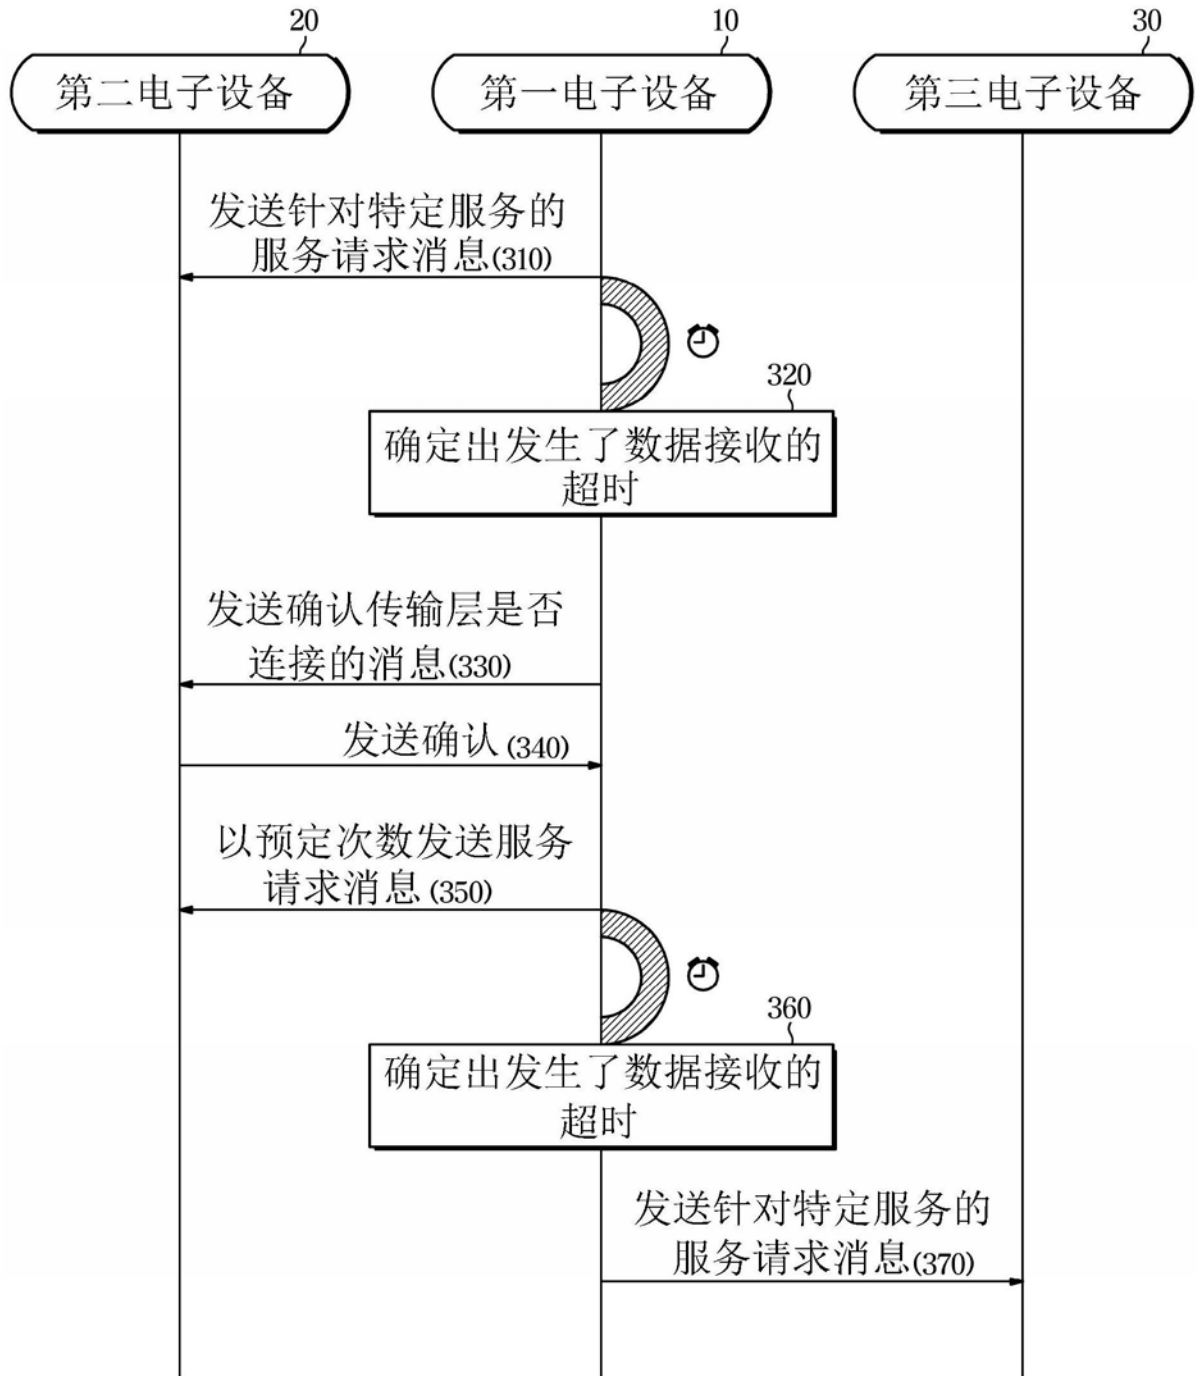 20
10
30
第二电子设备
第一电子设备
第三电子设备
发送针对特定服务的
服务请求消息(310)
320
确定出发生了数据接收的
超时
发送确认传输层是否
连接的消息(330)
发送确认(340)
以预定次数发送服务
请求消息(350)
360
确定出发生了数据接收的
超时
发送针对特定服务的
服务请求消息(370)